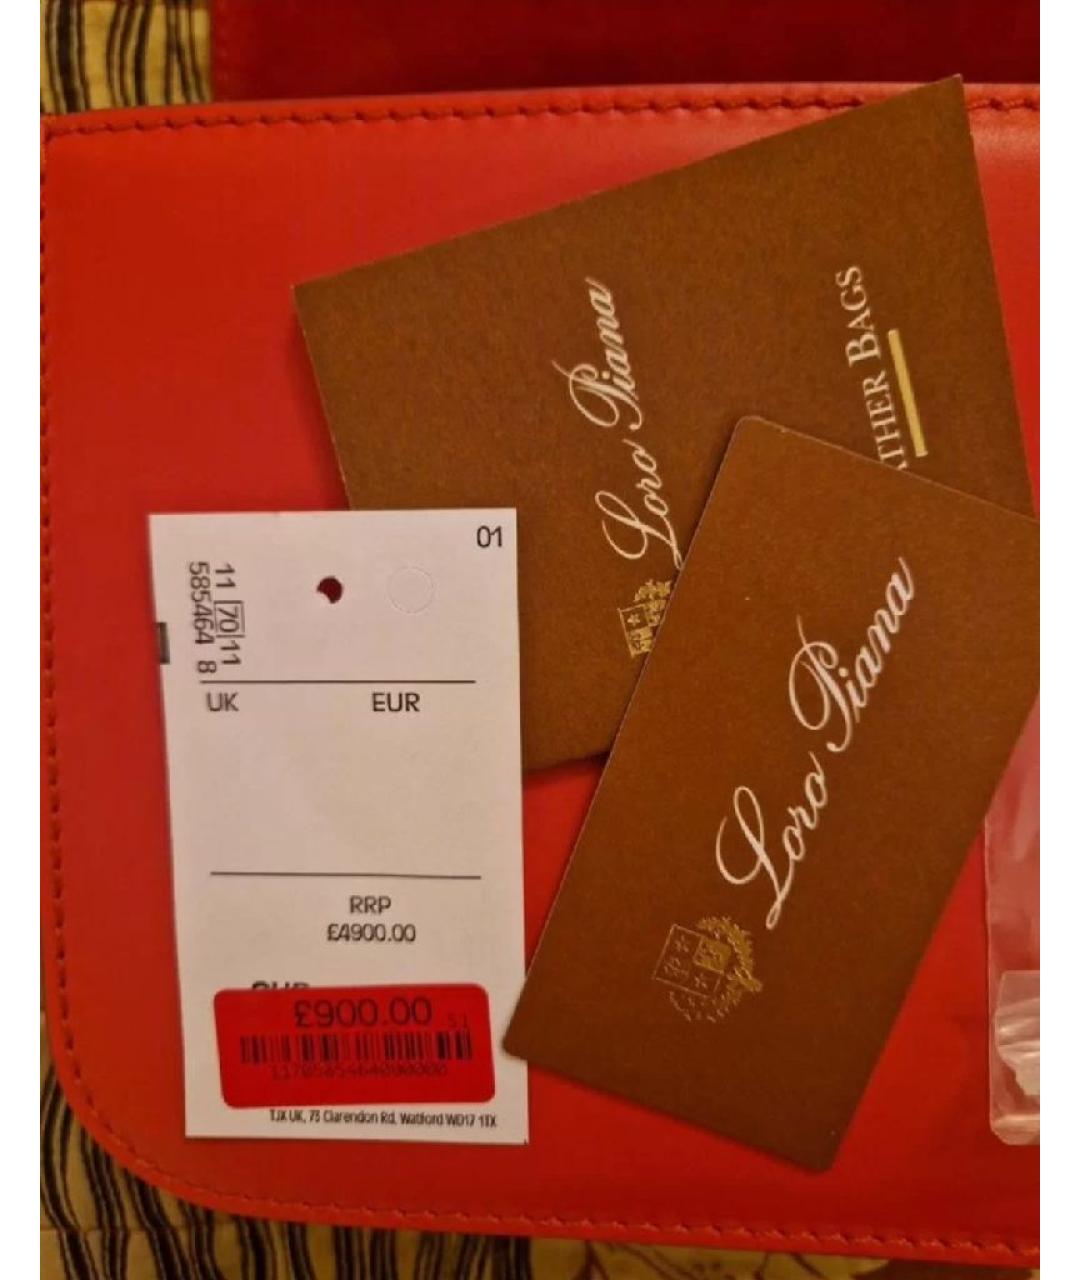 Loro Piana
THER BAGS
Loro Piana
01
11 70 11
585464 8
UK EUR
RRP
£4900.00
£900.00
51
TJX UK, 73 Clarendon Rd, Watford WD17 1TX